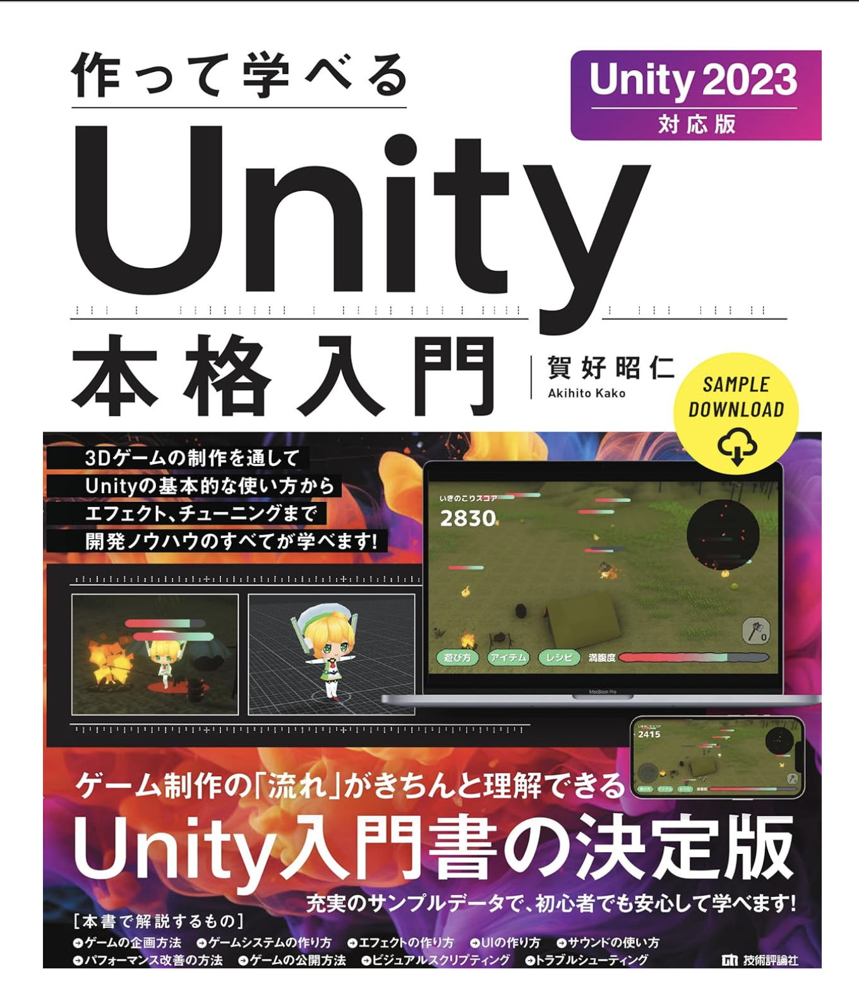 作って学べる
Unity 2023
対応版
Unity
本格入門
賀好昭仁
Akihito Kako
SAMPLE
DOWNLOAD
3Dゲームの制作を通して
Unityの基本的な使い方から
エフェクト、チューニングまで
開発ノウハウのすべてが学べます!
いきのこりスコア
2830
0
遊び方
アイテム
レシピ
満腹度
MacBook Pro
いきのこりスコア
2415
遊び方
アイテム
レシピ
満腹度
ゲーム制作の「流れ」がきちんと理解できる
Unity入門書の決定版
充実のサンプルデータで、初心者でも安心して学べます!
[本書で解説するもの]
ゲームの企画方法 ゲームシステムの作り方 エフェクトの作り方 UIの作り方 サウンドの使い方
パフォーマンス改善の方法 ゲームの公開方法 ビジュアルスクリプティング トラブルシューティング
技術評論社